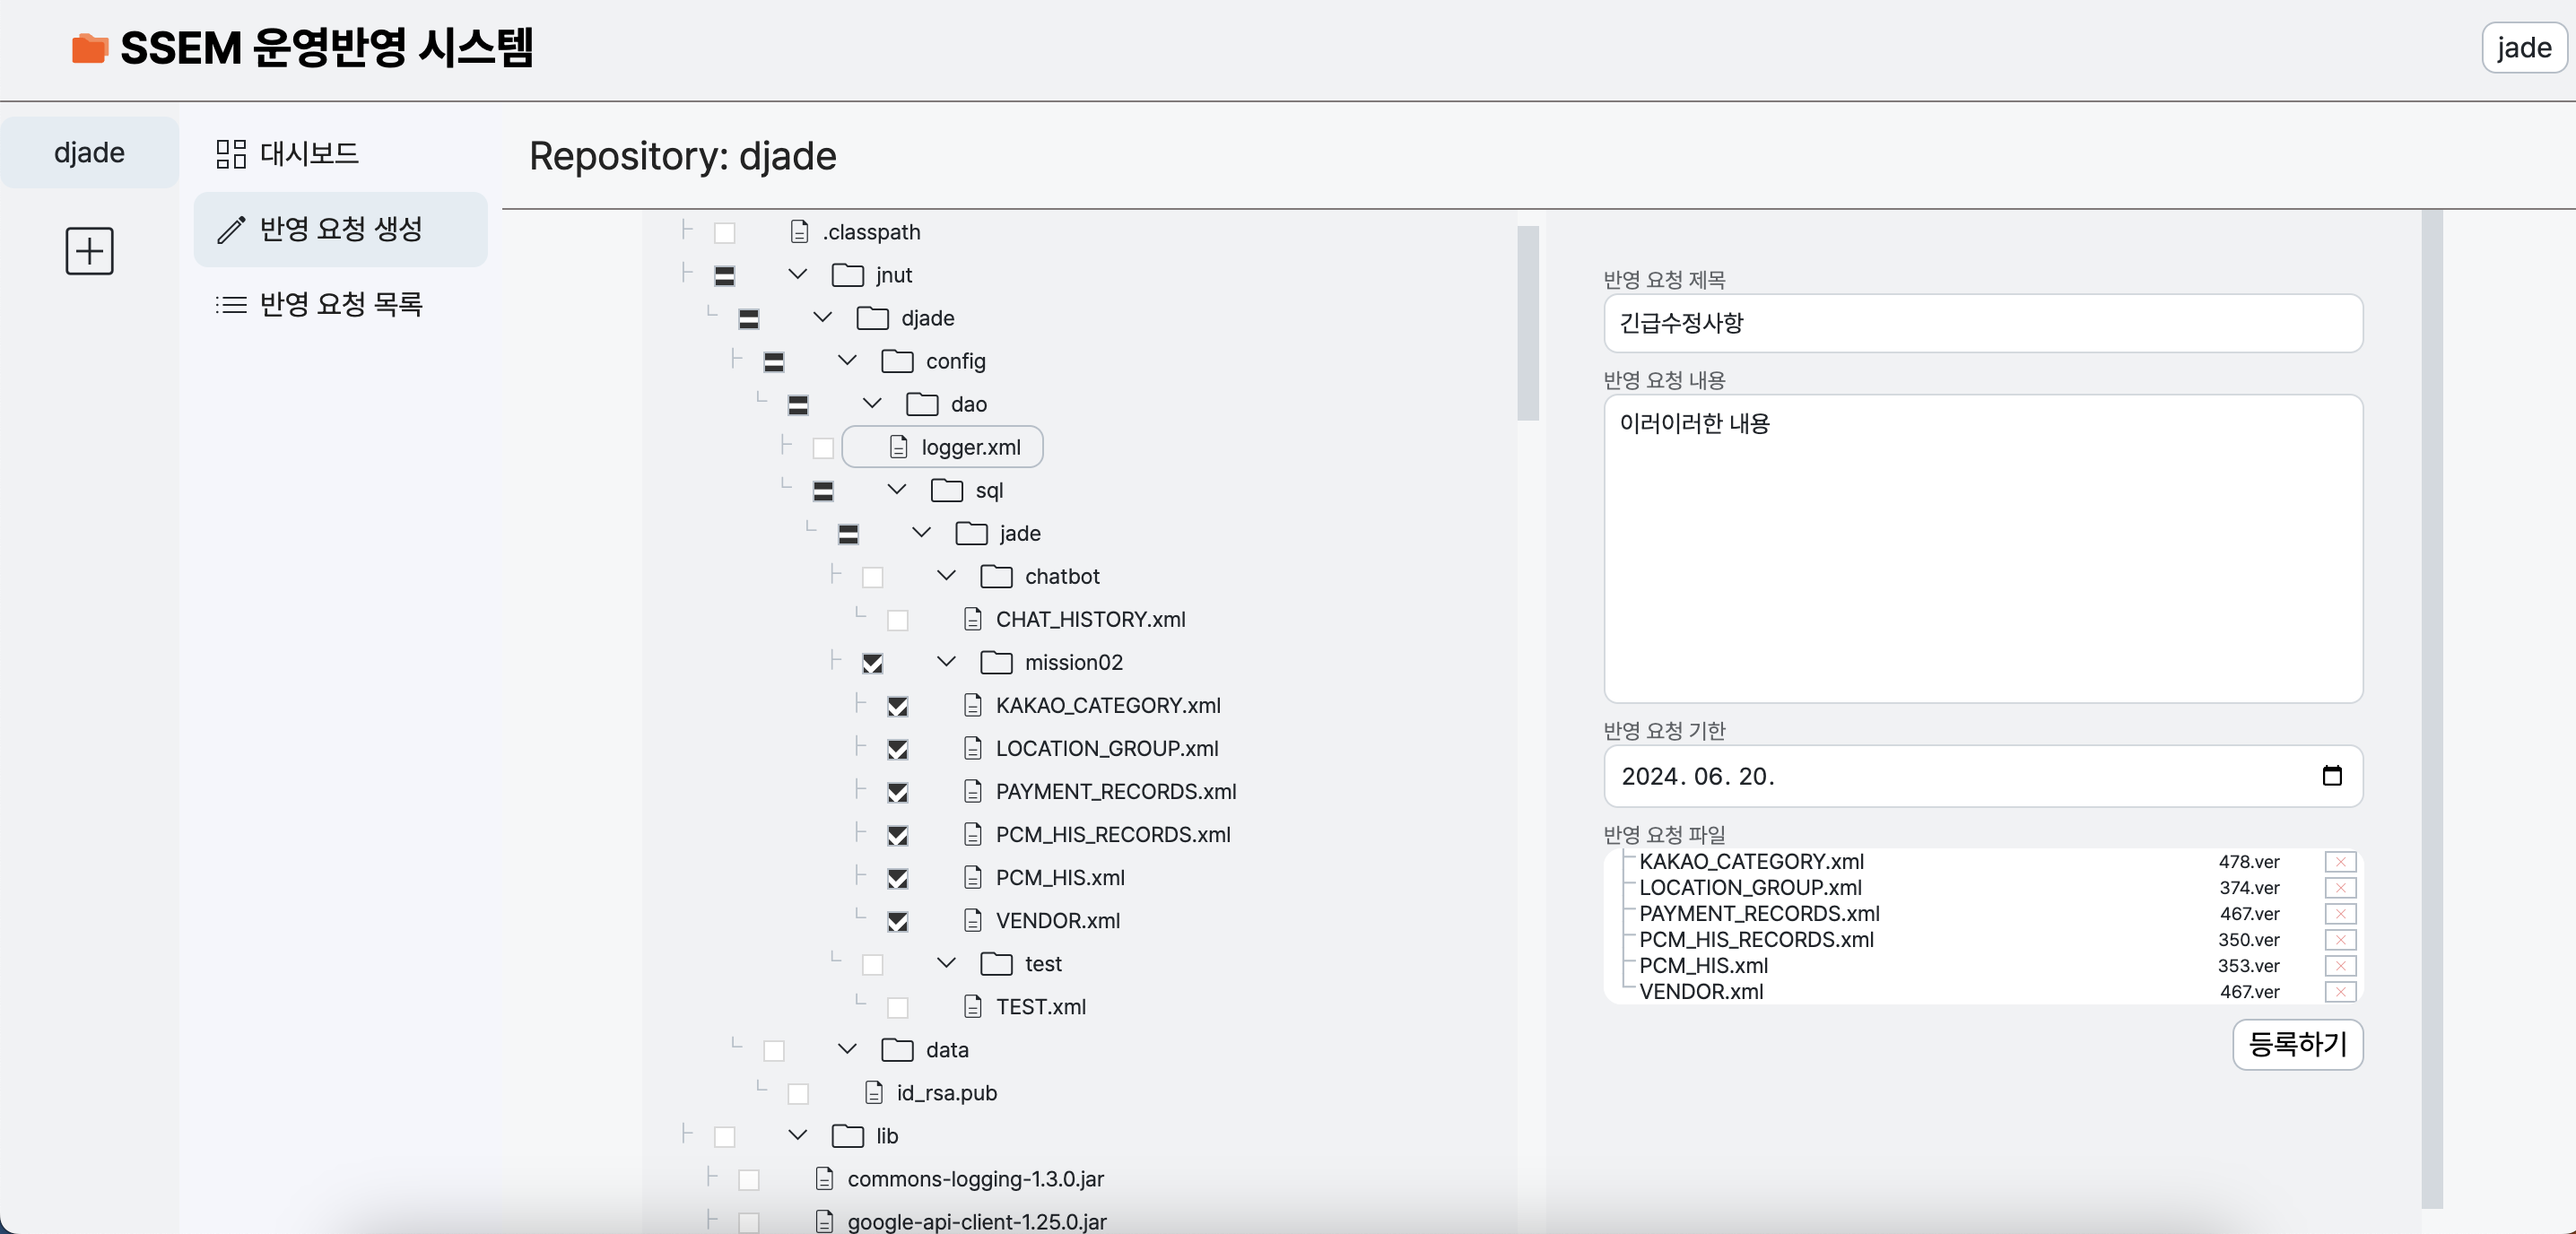 SSEM 운영반영 시스템
jade
djade
대시보드
반영 요청 생성
반영 요청 목록
Repository: djade
.classpath
jnut
djade
config
dao
logger.xml
sql
jade
chatbot
CHAT_HISTORY.xml
mission02
KAKAO_CATEGORY.xml
LOCATION_GROUP.xml
PAYMENT_RECORDS.xml
PCM_HIS_RECORDS.xml
PCM_HIS.xml
VENDOR.xml
test
TEST.xml
data
id_rsa.pub
lib
commons-logging-1.3.0.jar
google-api-client-1.25.0.jar
반영 요청 제목
긴급수정사항
반영 요청 내용
이러이러한 내용
반영 요청 기한
2024. 06. 20.
반영 요청 파일
KAKAO_CATEGORY.xml 478.ver
LOCATION_GROUP.xml 374.ver
PAYMENT_RECORDS.xml 467.ver
PCM_HIS_RECORDS.xml 350.ver
PCM_HIS.xml 353.ver
VENDOR.xml 467.ver
등록하기